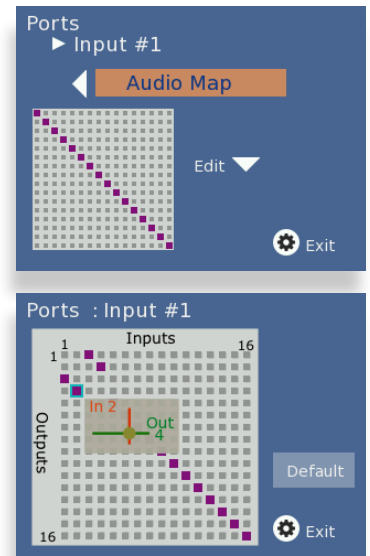 Ports
Input #1
Audio Map
Edit
Exit
Ports : Input #1
Inputs
1 16
1
In 2
Out
4
Outputs
Default
16
Exit